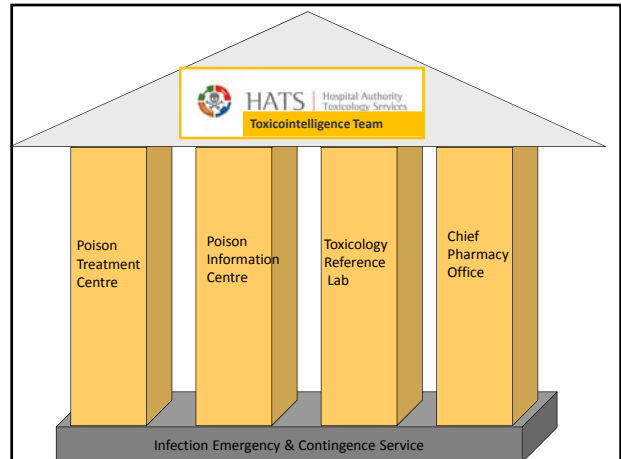 HATS
Hospital Authority
Toxicology Services
Toxicointelligence Team
Poison
Treatment
Centre
Poison
Information
Centre
Toxicology
Reference
Lab
Chief
Pharmacy
Office
Infection Emergency & Contingence Service